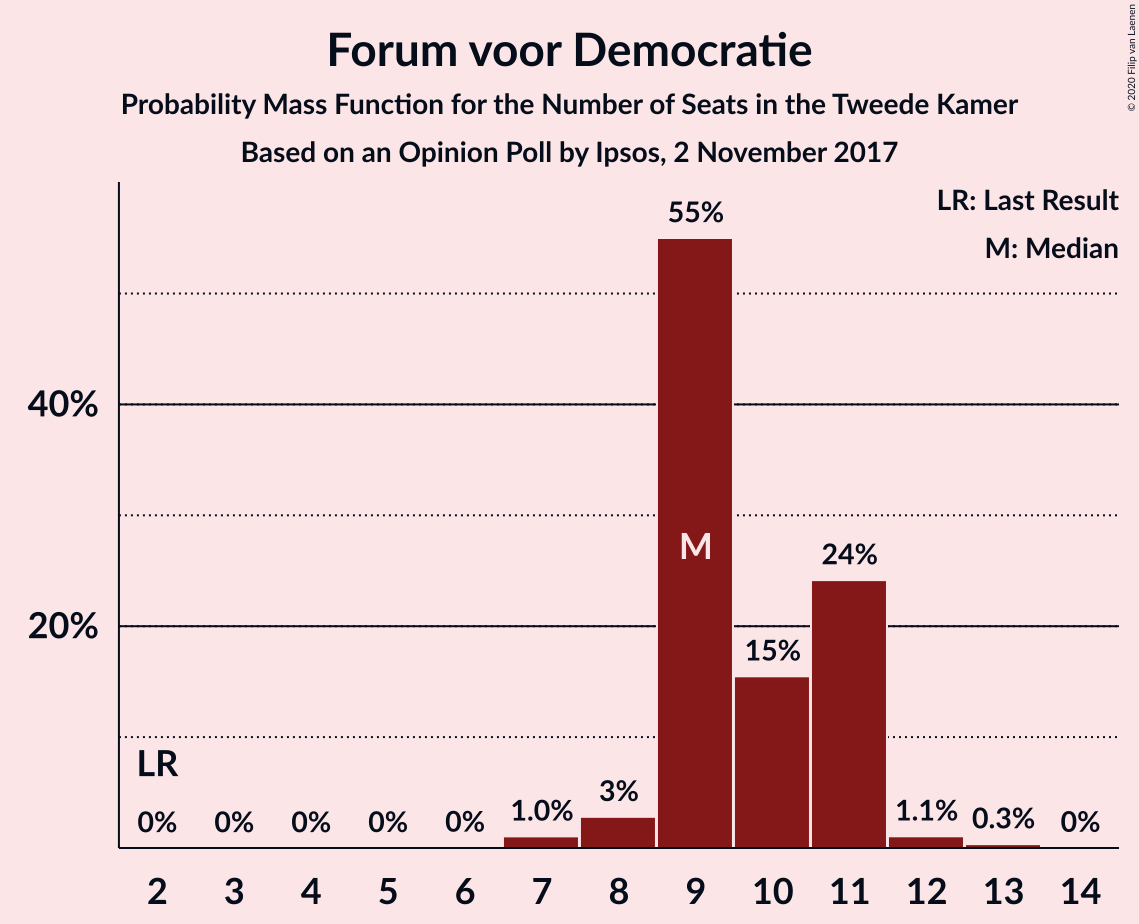 Forum voor Democratie
Probability Mass Function for the Number of Seats in the Tweede Kamer
Based on an Opinion Poll by Ipsos, 2 November 2017
© 2020 Filip van Laenen
LR: Last Result
M: Median
55%
40%
M
24%
20%
15%
LR
0% 0% 0% 0% 0% 1.0% 3% 1.1% 0.3% 0%
2 3 4 5 6 7 8 9 10 11 12 13 14